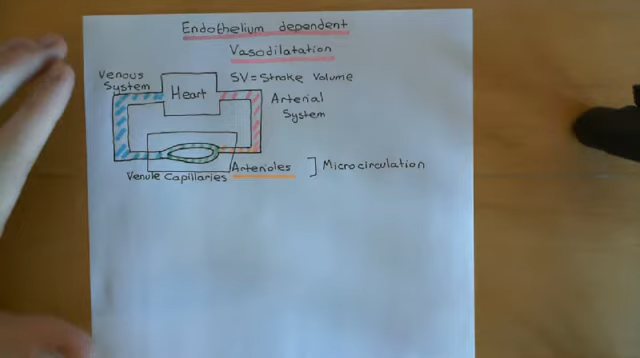 Endothelium dependent
Vasodilatation
Venous
System
Heart
SV = Stroke Volume
Arterial
System
Venule Capillaries
Arterioles
] Microcirculation